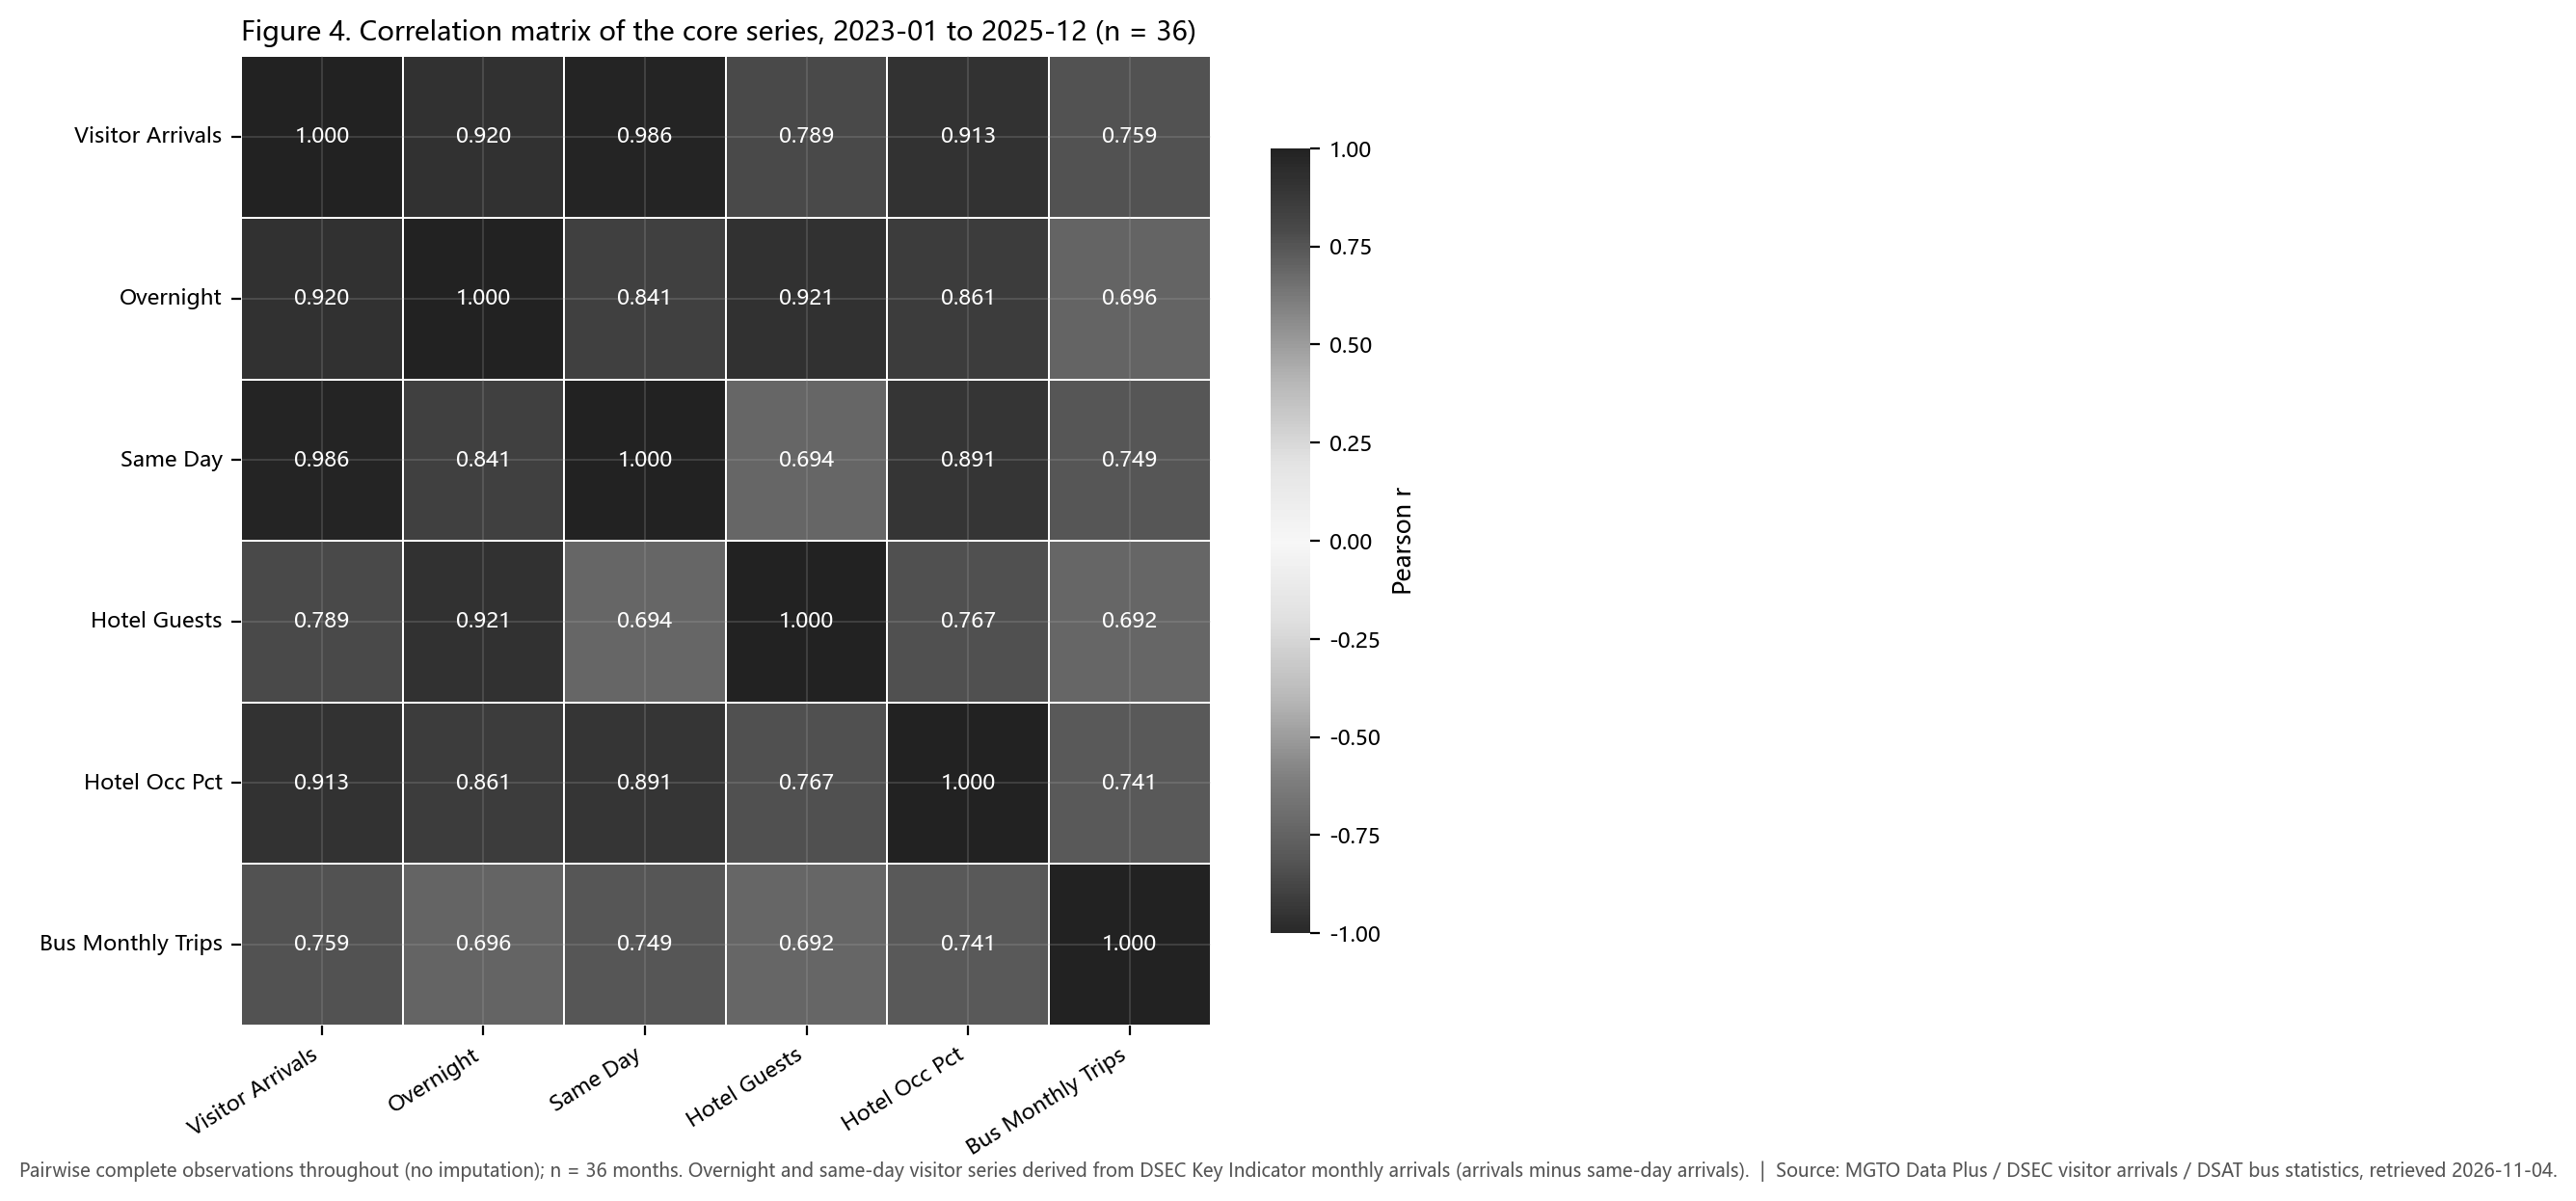 Figure 4. Correlation matrix of the core series, 2023-01 to 2025-12 (n = 36)
Visitor Arrivals 1.000 0.920 0.986 0.789 0.913 0.759
Overnight 0.920 1.000 0.841 0.921 0.861 0.696
Same Day 0.986 0.841 1.000 0.694 0.891 0.749
Hotel Guests 0.789 0.921 0.694 1.000 0.767 0.692
Hotel Occ Pct 0.913 0.861 0.891 0.767 1.000 0.741
Bus Monthly Trips 0.759 0.696 0.749 0.692 0.741 1.000
Visitor Arrivals
Overnight
Same Day
Hotel Guests
Hotel Occ Pct
Bus Monthly Trips
1.00
0.75
0.50
0.25
0.00
-0.25
-0.50
-0.75
-1.00
Pearson r
Pairwise complete observations throughout (no imputation); n = 36 months. Overnight and same-day visitor series derived from DSEC Key Indicator monthly arrivals (arrivals minus same-day arrivals). | Source: MGTO Data Plus / DSEC visitor arrivals / DSAT bus statistics, retrieved 2026-11-04.